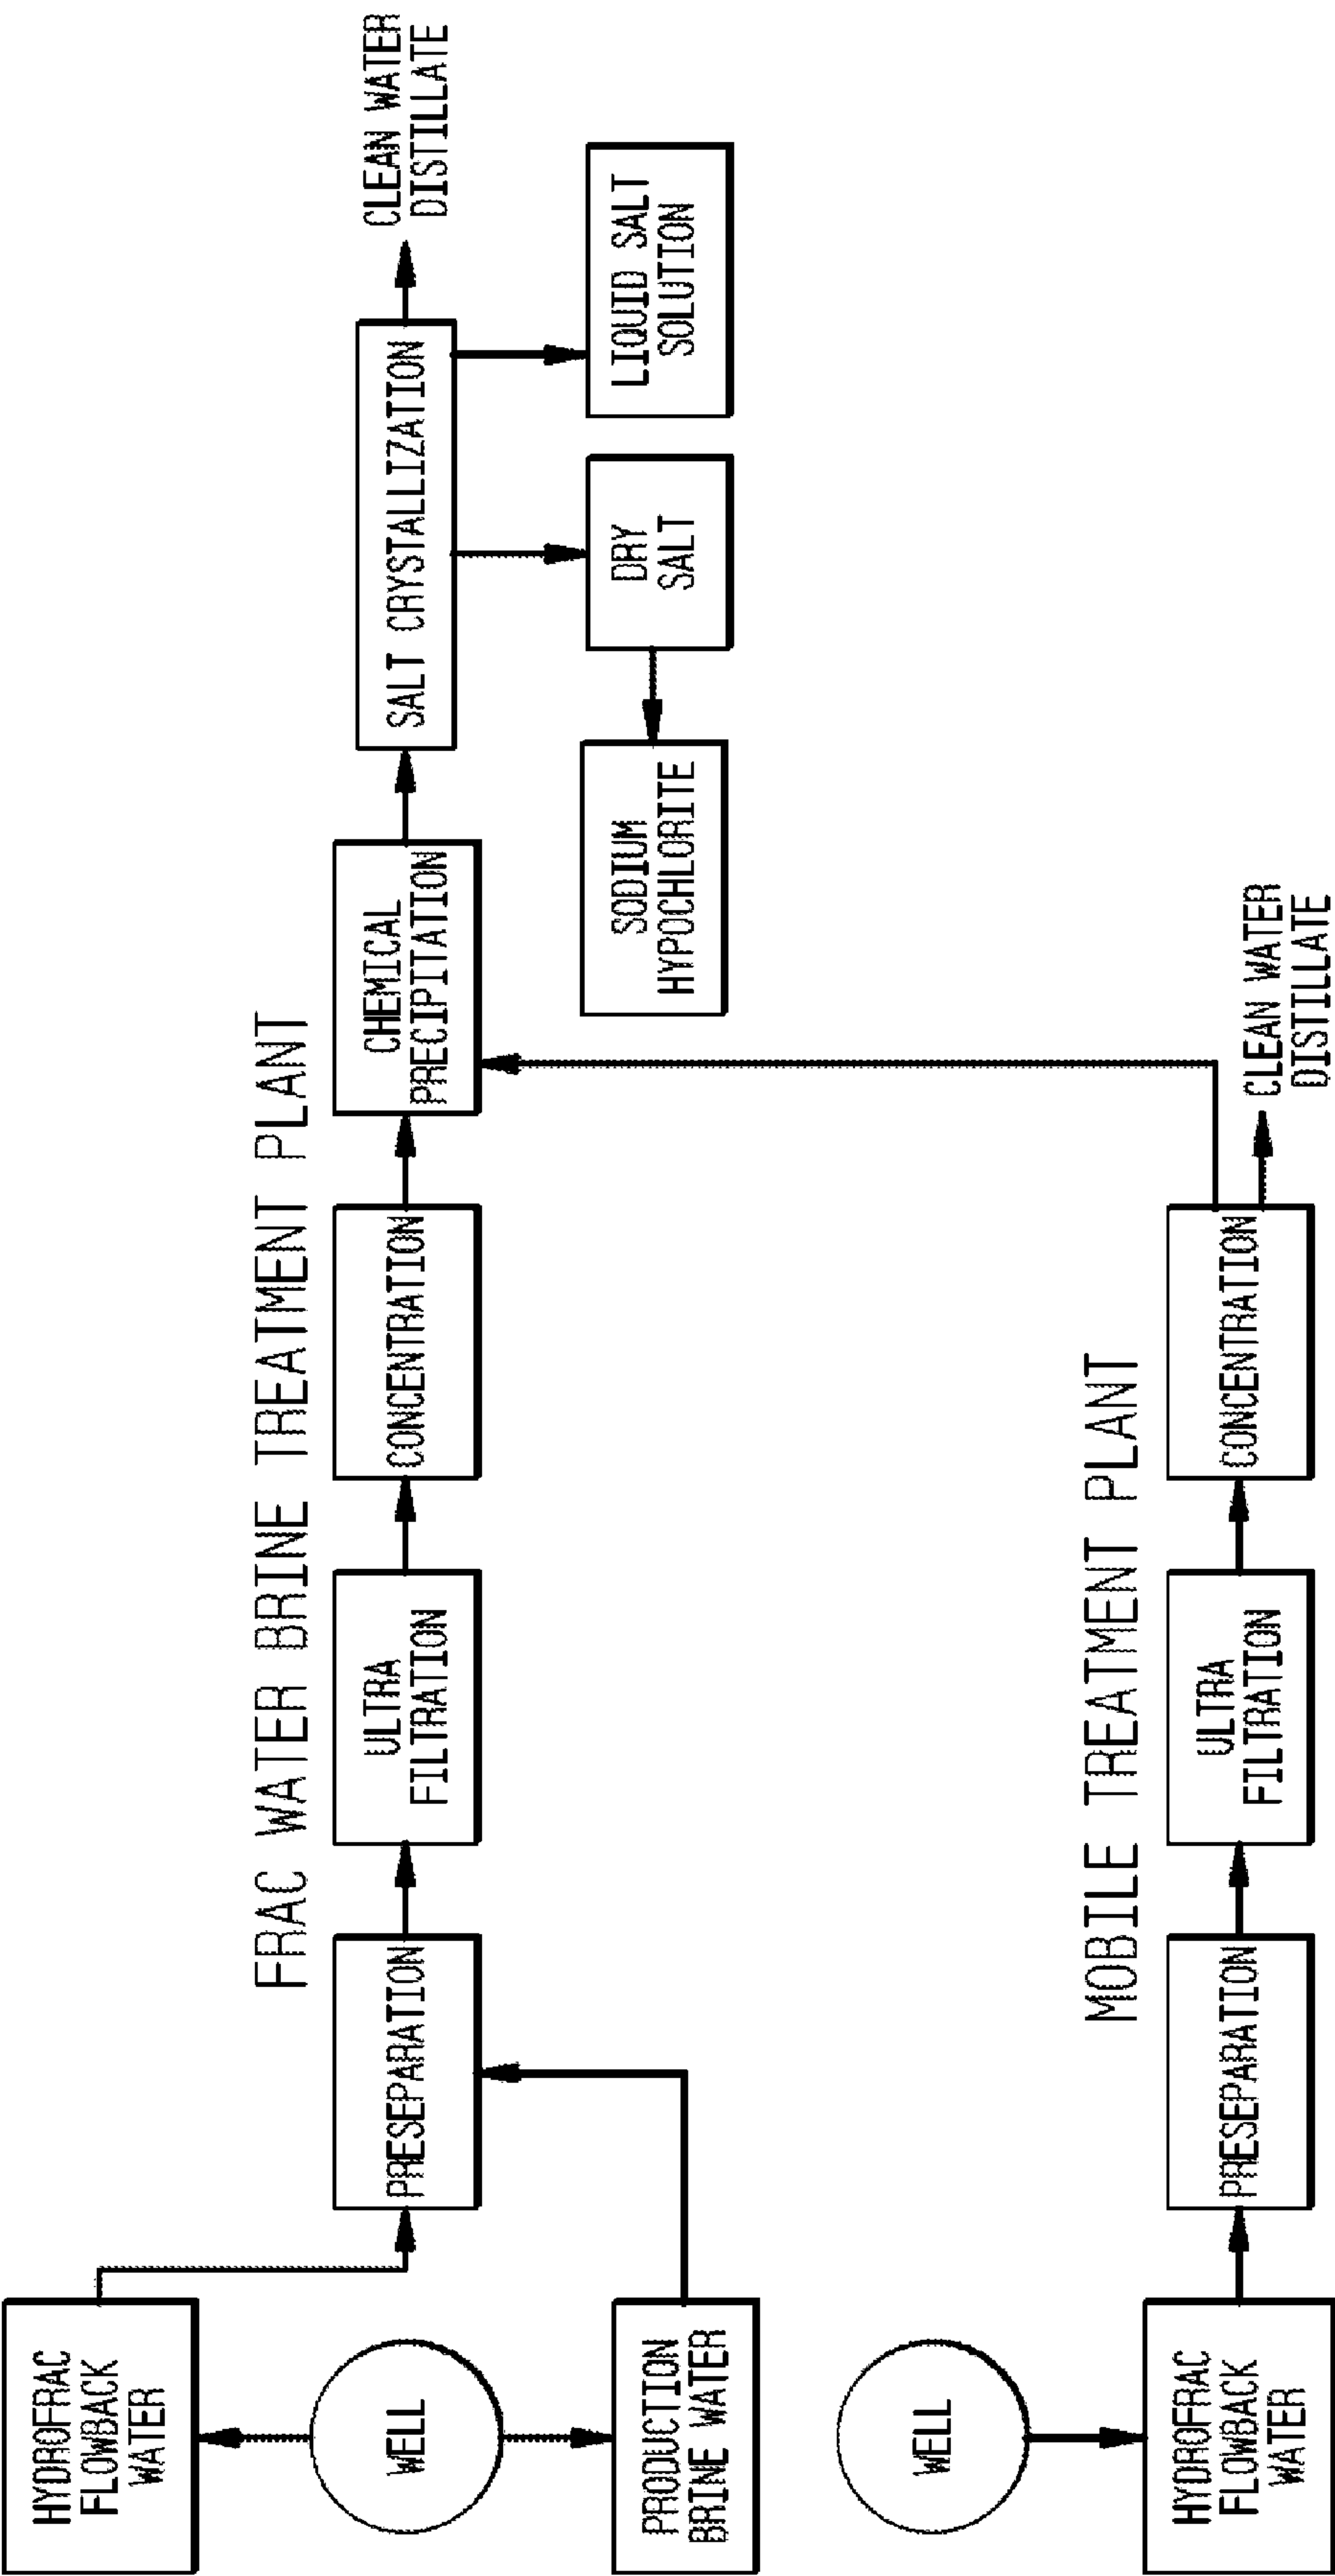 FRAC WATER BRINE TREATMENT PLANT
HYDROFRAC
FLOWBACK
WATER
WELL
PRODUCTION
BRINE WATER
PRESEPARATION
ULTRA
FILTRATION
CONCENTRATION
CHEMICAL
PRECIPITATION
SALT CRYSTALLIZATION
CLEAN WATER
DISTILLATE
SODIUM
HYPOCHLORITE
DRY
SALT
LIQUID SALT
SOLUTION
MOBILE TREATMENT PLANT
WELL
HYDROFRAC
FLOWBACK
WATER
PRESEPARATION
ULTRA
FILTRATION
CONCENTRATION
CLEAN WATER
DISTILLATE